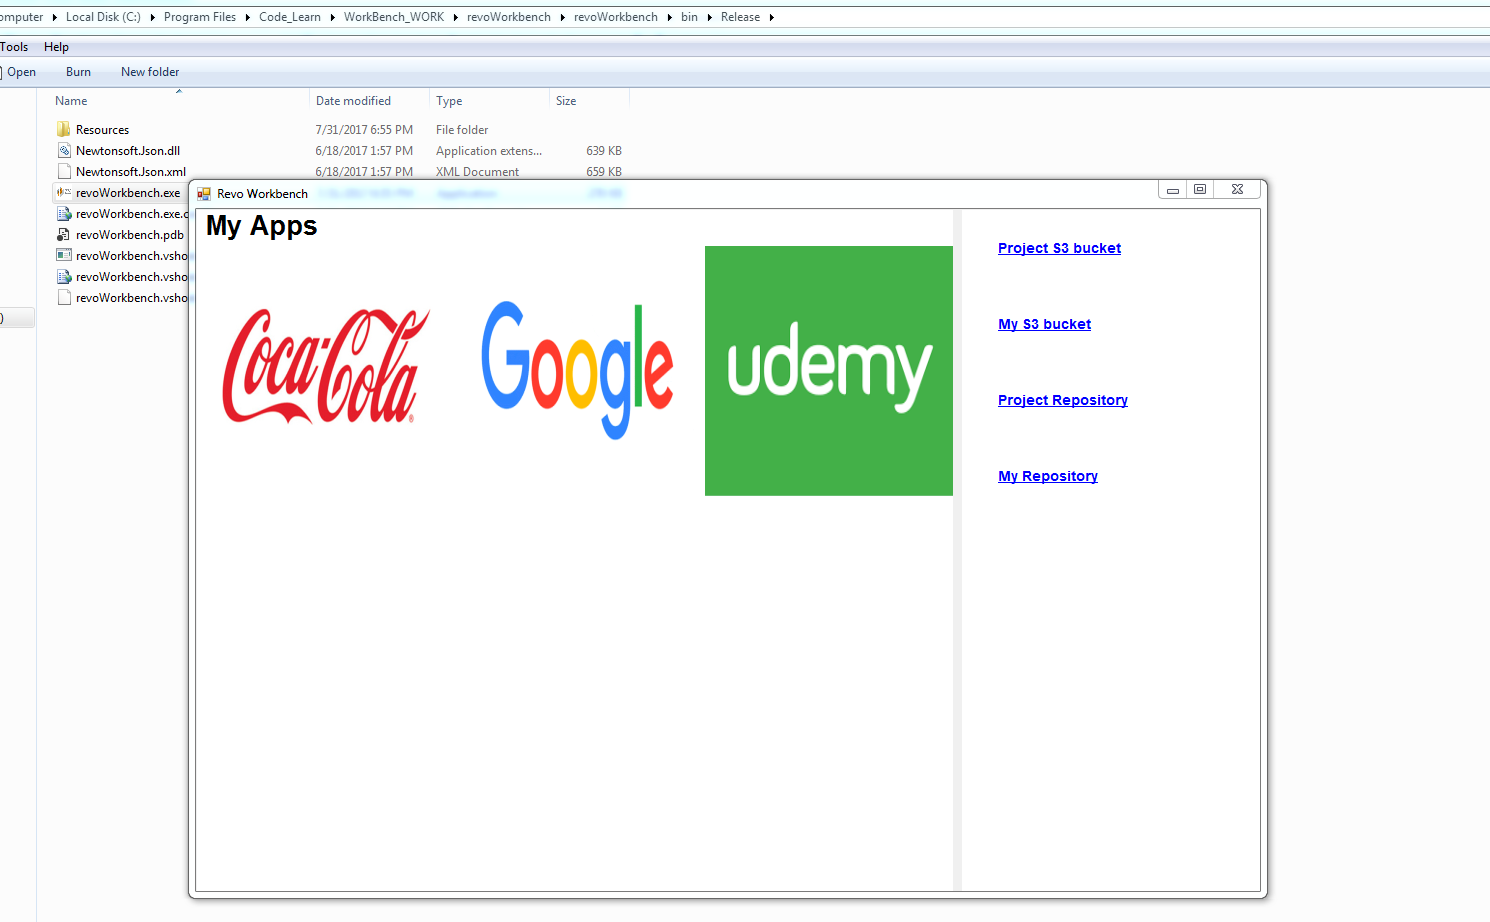 omputer Local Disk (C:) Program Files Code_Learn WorkBench_WORK revoWorkbench revoWorkbench bin Release
Tools Help
Open Burn New folder
Name Date modified Type Size
Resources 7/31/2017 6:55 PM File folder
Newtonsoft.Json.dll 6/18/2017 1:57 PM Application extens... 639 KB
Newtonsoft.Json.xml 6/18/2017 1:57 PM XML Document 659 KB
revoWorkbench.exe
revoWorkbench.exe.c
revoWorkbench.pdb
revoWorkbench.vsho
revoWorkbench.vsho
revoWorkbench.vsho
)
Revo Workbench
My Apps
Coca-Cola
®
Google
udemy
Project S3 bucket
My S3 bucket
Project Repository
My Repository